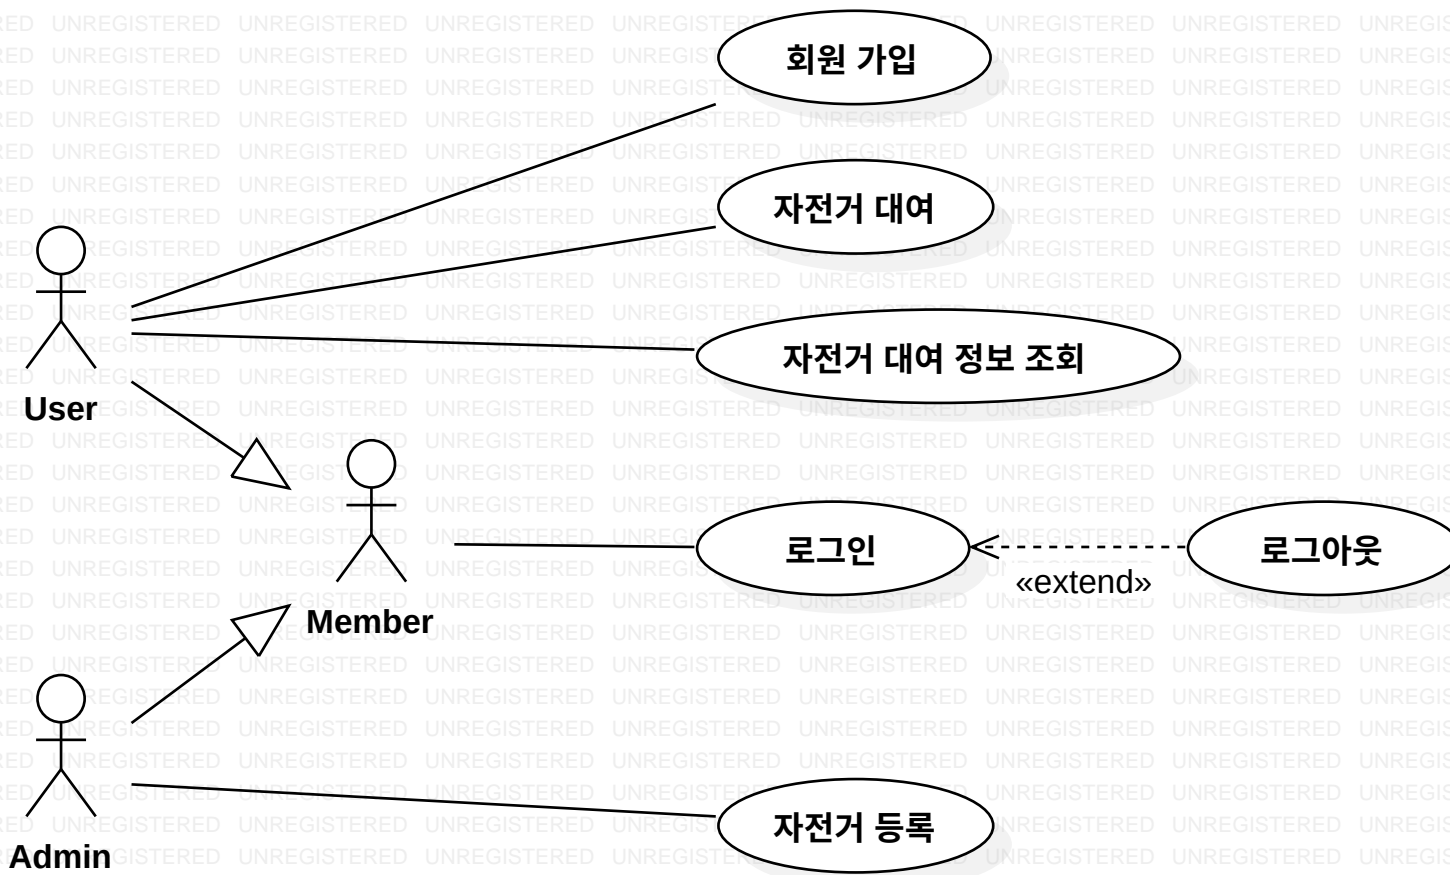 회원 가입
자전거 대여
자전거 대여 정보 조회
User
로그인
로그아웃
«extend»
Member
자전거 등록
Admin
UNREGISTERED